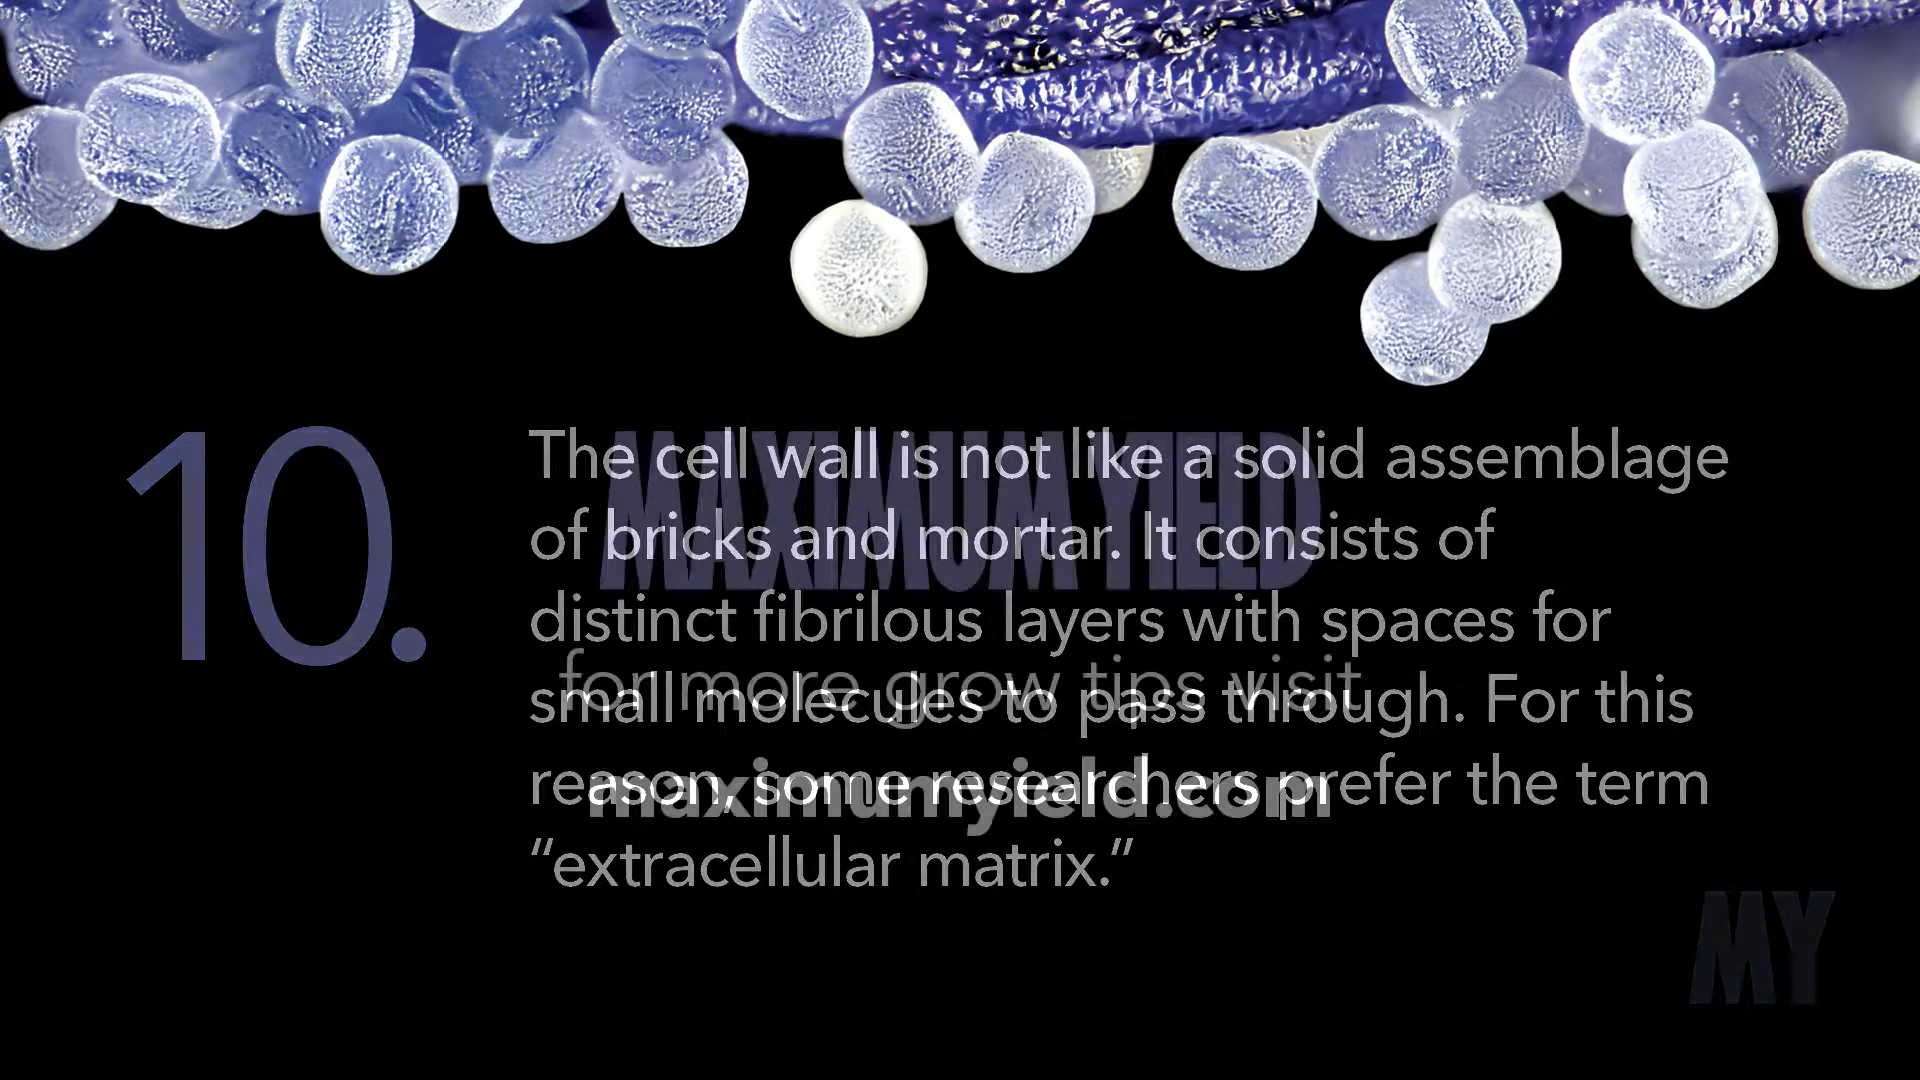 10.
The cell wall is not like a solid assemblage
of bricks and mortar. It consists of
distinct fibrilous layers with spaces for
small molecules to pass through. For this
reason, some researchers prefer the term
“extracellular matrix.”
MAXIMUM YIELD
for more grow tips visit
maximumyield.com
MY